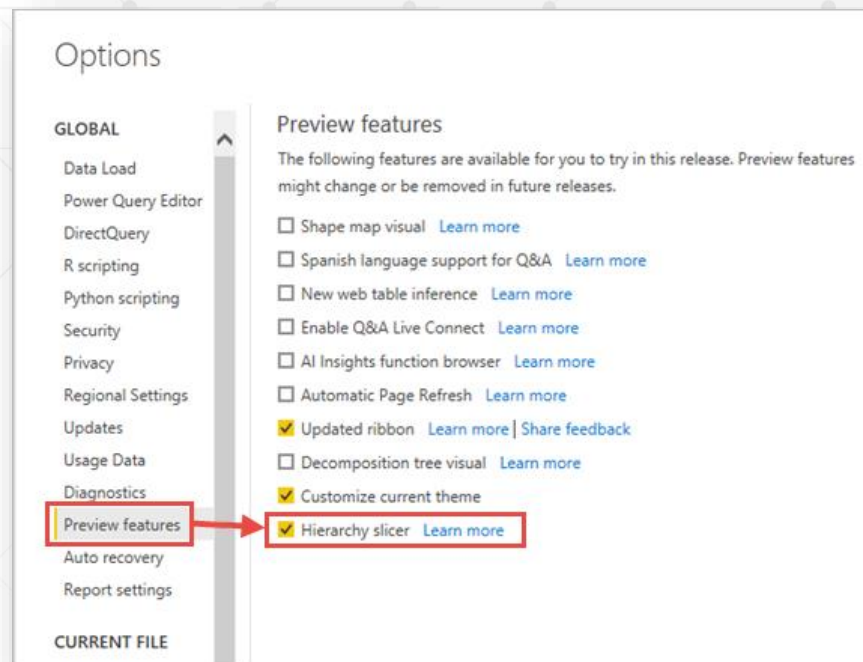 Options
GLOBAL
Data Load
Power Query Editor
DirectQuery
R scripting
Python scripting
Security
Privacy
Regional Settings
Updates
Usage Data
Diagnostics
Preview features
Auto recovery
Report settings
CURRENT FILE
Preview features
The following features are available for you to try in this release. Preview features
might change or be removed in future releases.
Shape map visual Learn more
Spanish language support for Q&A Learn more
New web table inference Learn more
Enable Q&A Live Connect Learn more
AI Insights function browser Learn more
Automatic Page Refresh Learn more
Updated ribbon Learn more | Share feedback
Decomposition tree visual Learn more
Customize current theme
Hierarchy slicer Learn more